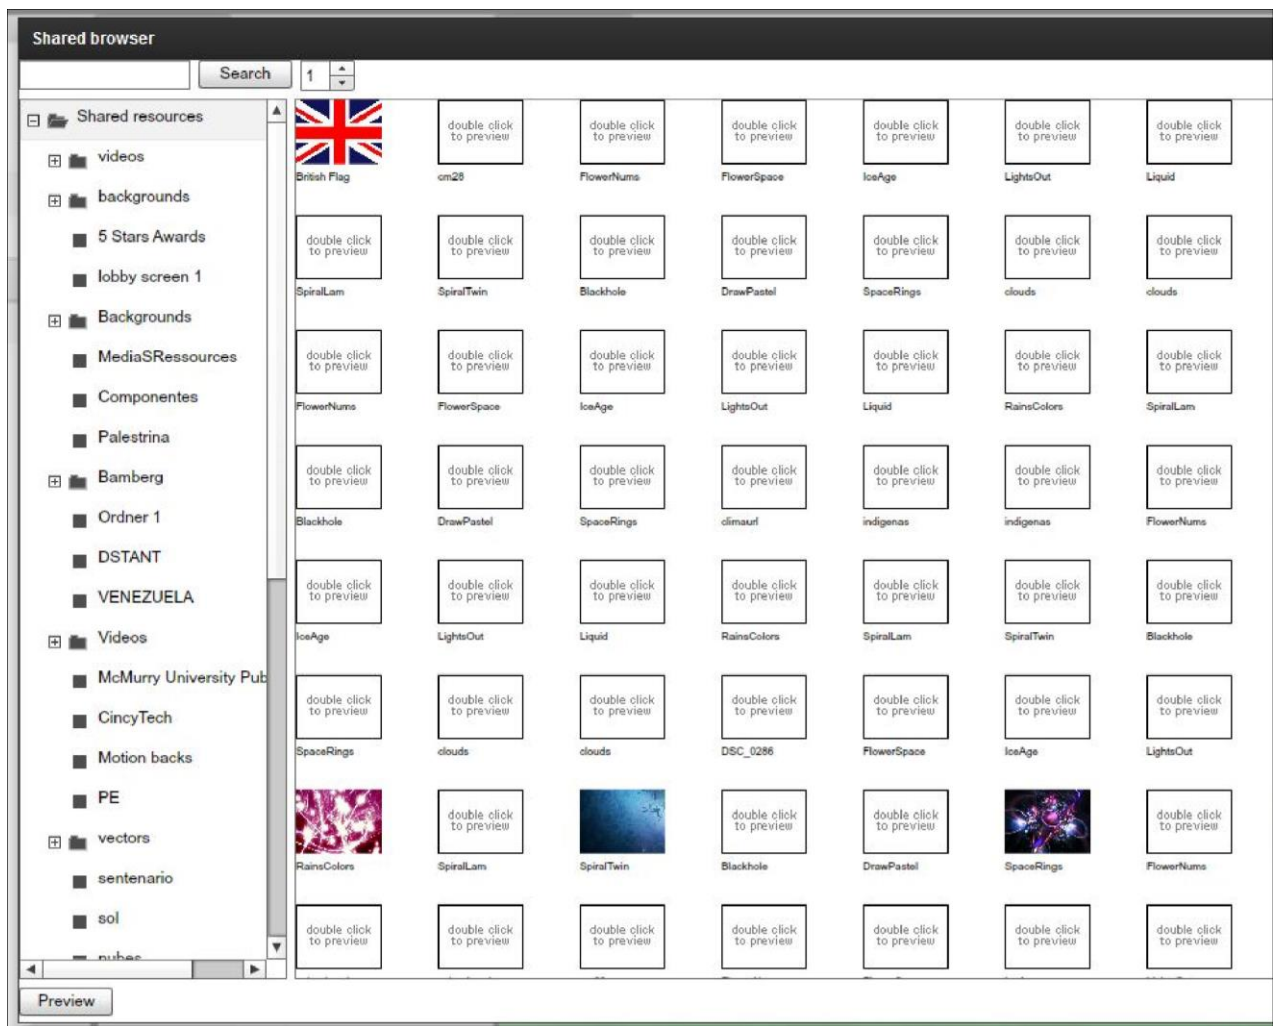 Shared browser
Search
1
Shared resources
videos
backgrounds
5 Stars Awards
lobby screen 1
Backgrounds
MediaSRessources
Componentes
Palestrina
Bamberg
Ordner 1
DSTANT
VENEZUELA
Videos
McMurry University Pub
CincyTech
Motion backs
PE
vectors
sentenario
sol
nubes
double click double click double click double click double click double click
to preview to preview to preview to preview to preview to preview
British Flag cm28 FlowerNums FlowerSpace IceAge LightsOut Liquid
double click double click double click double click double click double click double click
to preview to preview to preview to preview to preview to preview to preview
SpiralLam SpiralTwin Blackhole DrawPastel SpaceRings clouds clouds
double click double click double click double click double click double click double click
to preview to preview to preview to preview to preview to preview to preview
FlowerNums FlowerSpace IceAge LightsOut Liquid RainsColors SpiralLam
double click double click double click double click double click double click double click
to preview to preview to preview to preview to preview to preview to preview
Blackhole DrawPastel SpaceRings climaurl indigenas indigenas FlowerNums
double click double click double click double click double click double click double click
to preview to preview to preview to preview to preview to preview to preview
IceAge LightsOut Liquid RainsColors SpiralLam SpiralTwin Blackhole
double click double click double click double click double click double click double click
to preview to preview to preview to preview to preview to preview to preview
SpaceRings clouds clouds DSC_0286 FlowerSpace IceAge LightsOut
double click double click double click double click
to preview to preview to preview to preview
RainsColors SpiralLam SpiralTwin Blackhole DrawPastel SpaceRings FlowerNums
double click double click double click double click double click double click double click
to preview to preview to preview to preview to preview to preview to preview
Preview